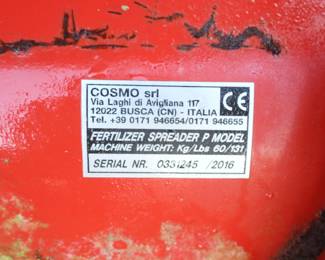 COSMO srl
Via Laghi di Avigliana 117
12022 BUSCA (CN) - ITALIA
Tel. +39 0171 946654/0171 946655
CE
FERTILIZER SPREADER P MODEL
MACHINE WEIGHT: Kg/Lbs 60/131
SERIAL NR. 0331245 /2016